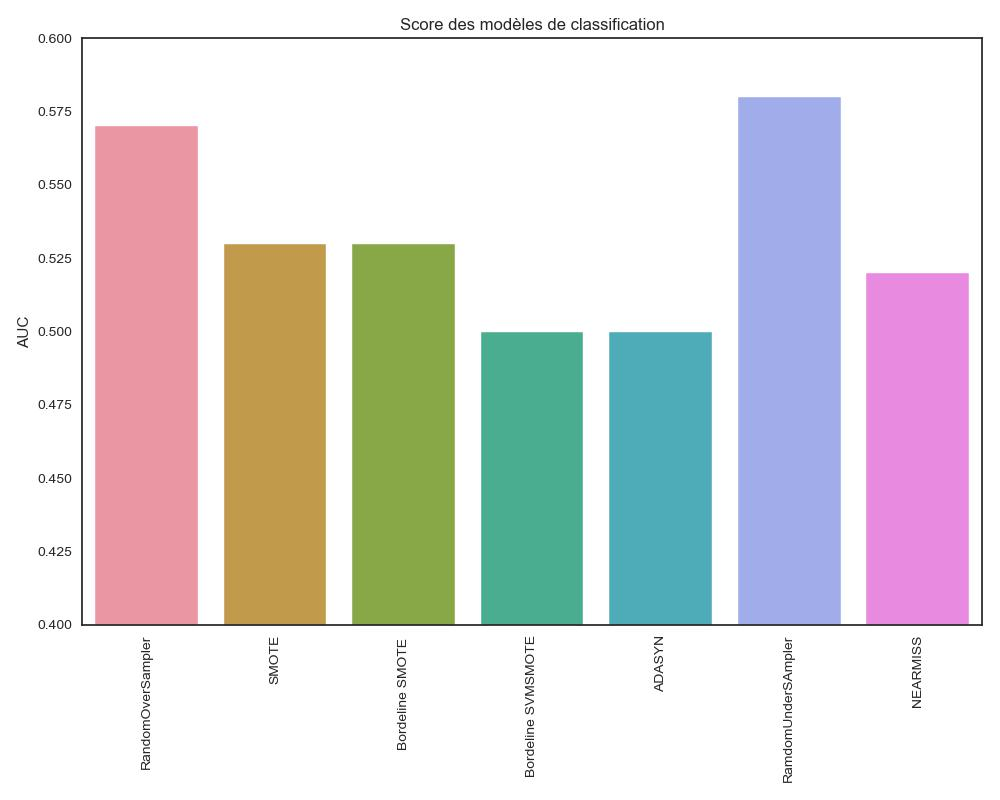 Score des modèles de classification
0.600
0.575
0.550
0.525
0.500
0.475
0.450
0.425
0.400
AUC
RandomOverSampler
SMOTE
Bordeline SMOTE
Bordeline SVMSMOTE
ADASYN
RamdomUnderSAmpler
NEARMISS